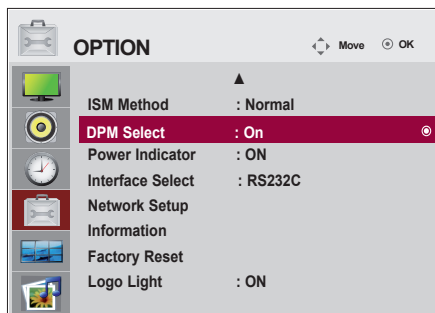 OPTION Move OK
ISM Method : Normal
DPM Select : On
Power Indicator : ON
Interface Select : RS232C
Network Setup
Information
Factory Reset
Logo Light : ON